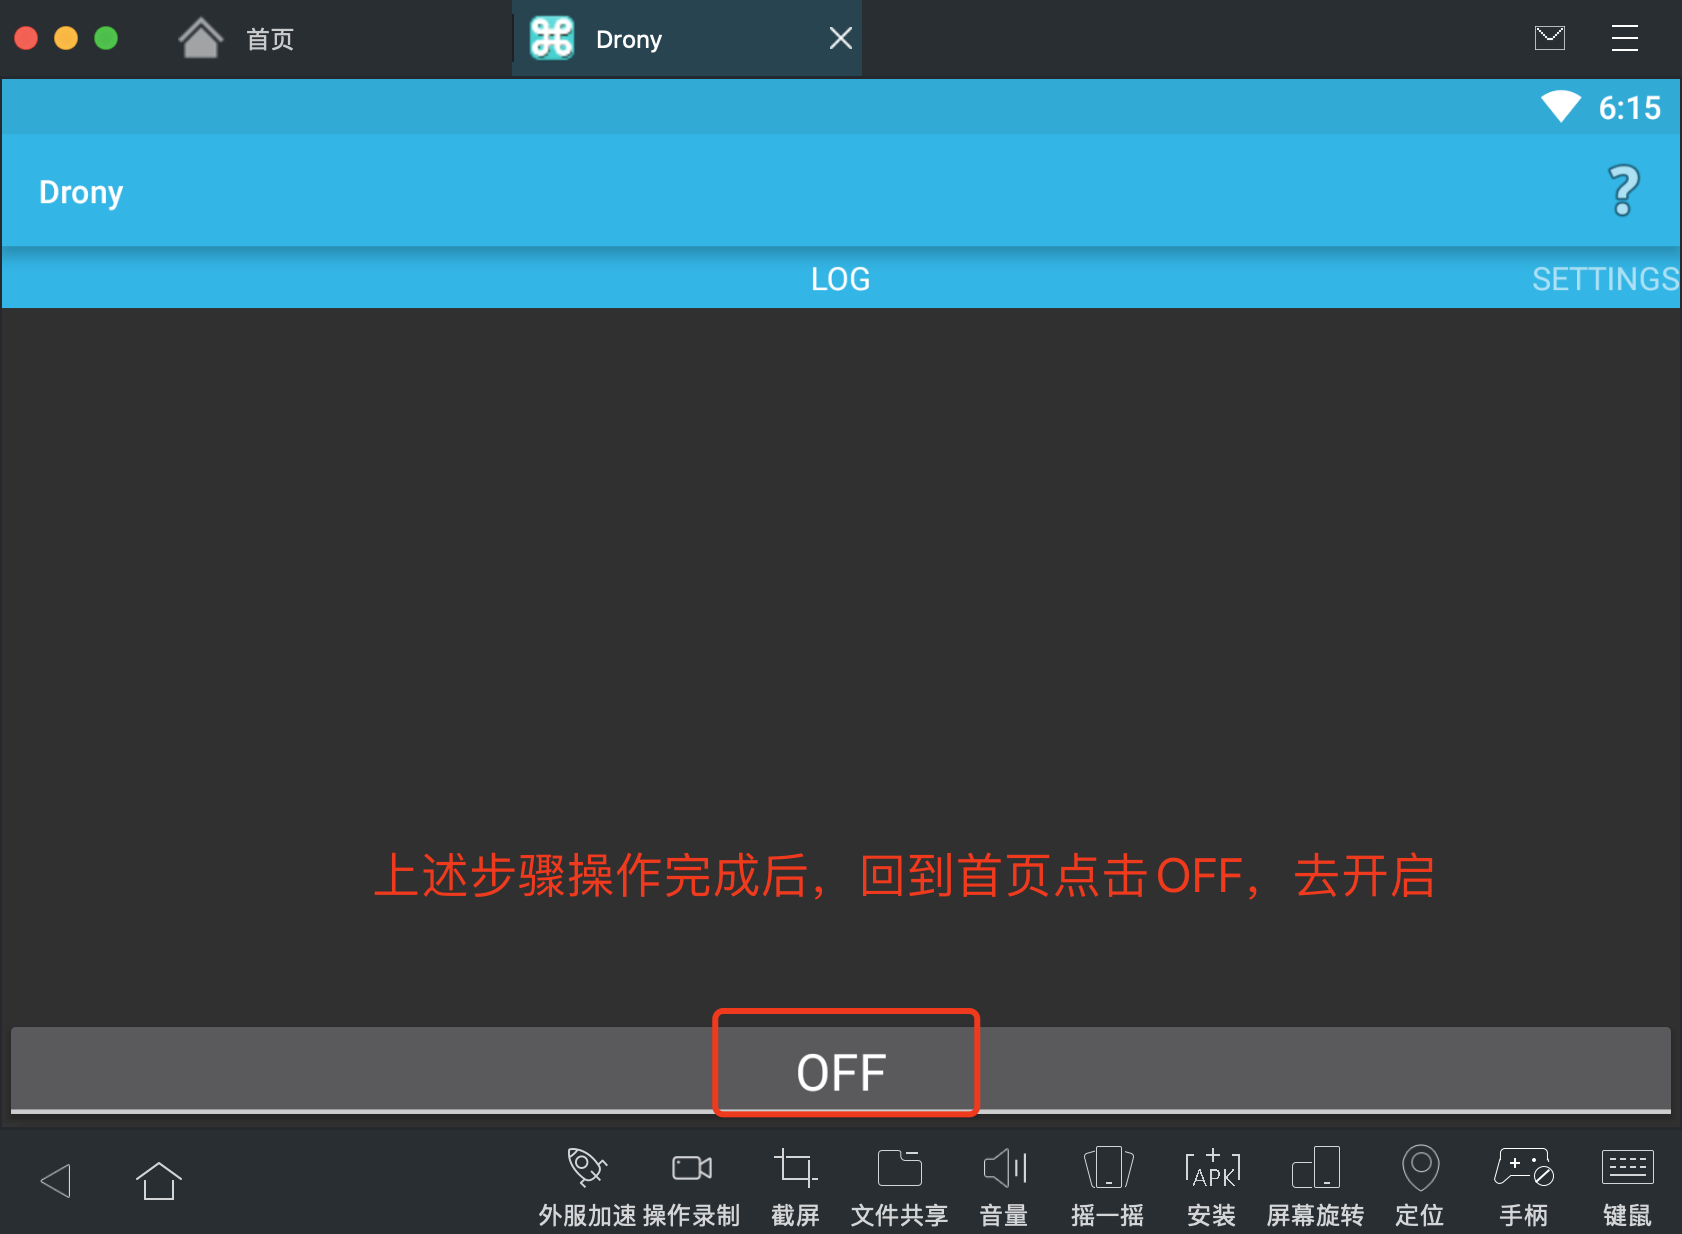 首页
Drony
6:15
Drony
?
LOG
SETTINGS
上述步骤操作完成后，回到首页点击OFF，去开启
OFF
APK
外服加速 操作录制 截屏 文件共享 音量 摇一摇 安装 屏幕旋转 定位 手柄 键鼠